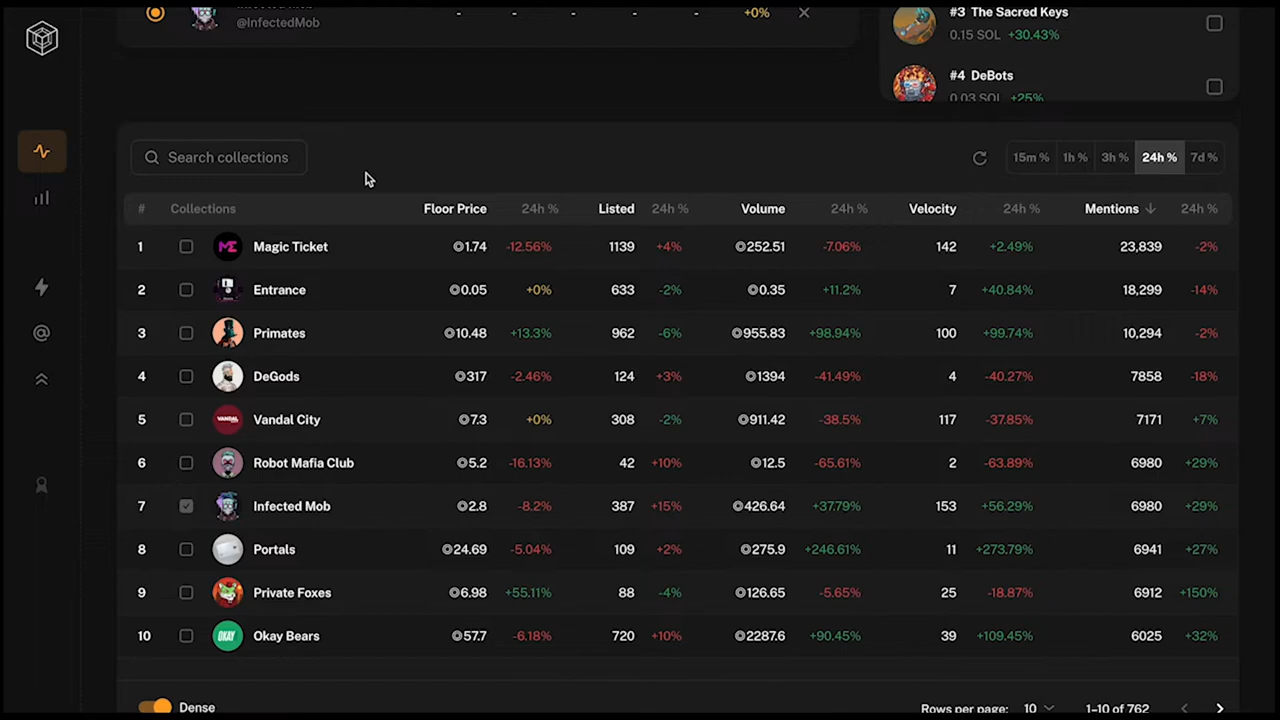 - - - - - +0%
@InfectedMob
#3 The Sacred Keys
0.15 SOL +30.43%
#4 DeBots
0.03 SOL +25%
Search collections
15m % 1h % 3h % 24h % 7d %
# Collections Floor Price 24h % Listed 24h % Volume 24h % Velocity 24h % Mentions 24h %
1 ME Magic Ticket 1.74 -12.56% 1139 +4% 252.51 -7.06% 142 +2.49% 23,839 -2%
2 Entrance 0.05 +0% 633 -2% 0.35 +11.2% 7 +40.84% 18,299 -14%
3 Primates 10.48 +13.3% 962 -6% 955.83 +98.94% 100 +99.74% 10,294 -2%
4 DeGods 317 -2.46% 124 +3% 1394 -41.49% 4 -40.27% 7858 -18%
5 VANDAL Vandal City 7.3 +0% 308 -2% 911.42 -38.5% 117 -37.85% 7171 +7%
6 Robot Mafia Club 5.2 -16.13% 42 +10% 12.5 -65.61% 2 -63.89% 6980 +29%
7 Infected Mob 2.8 -8.2% 387 +15% 426.64 +37.79% 153 +56.29% 6980 +29%
8 Portals 24.69 -5.04% 109 +2% 275.9 +246.61% 11 +273.79% 6941 +27%
9 Private Foxes 6.98 +55.11% 88 -4% 126.65 -5.65% 25 -18.87% 6912 +150%
10 OKAY Okay Bears 57.7 -6.18% 720 +10% 2287.6 +90.45% 39 +109.45% 6025 +32%
Dense Rows per page: 10 1-10 of 762